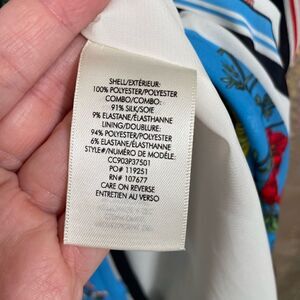 SHELL/EXTÉRIEUR:
100% POLYESTER/POLYESTER
COMBO/COMBO:
91% SILK/SOIE
9% ELASTANE/ÉLASTHANNE
LINING/DOUBLURE:
94% POLYESTER/POLYESTER
6% ELASTANE/ÉLASTHANNE
STYLE#/NUMÉRO DE MODÈLE:
CC903P37501
PO# 119251
RN# 107677
CARE ON REVERSE
ENTRETIEN AU VERSO